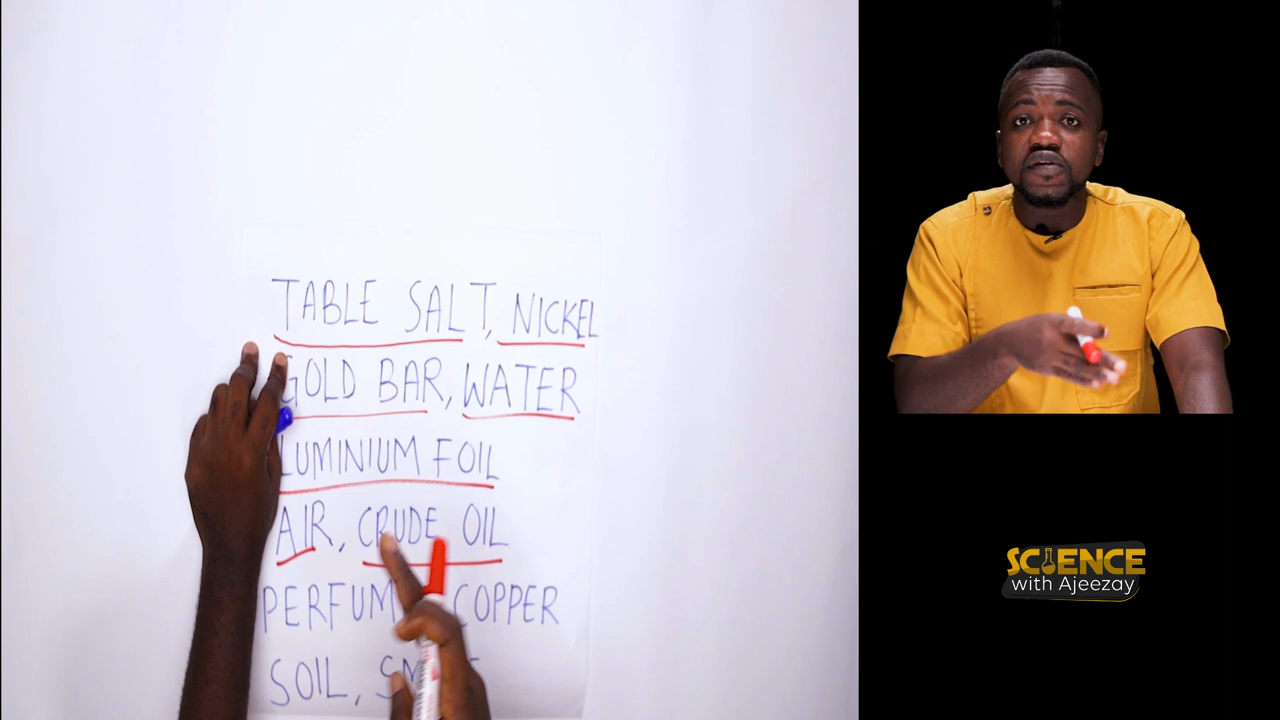 TABLE SALT, NICKEL
GOLD BAR, WATER
LUMINIUM FOIL
AIR, CRUDE OIL
PERFUM COPPER
SOIL,
SCIENCE
with Ajeezay